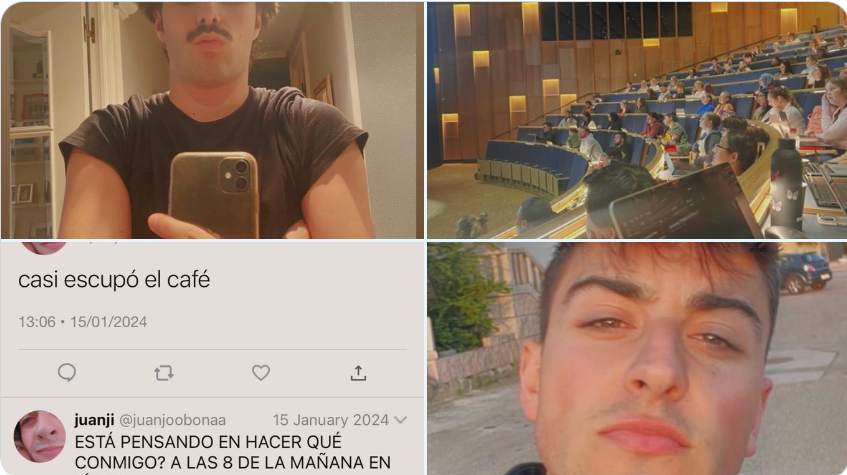 casi escupó el café
13:06 • 15/01/2024
juanji @juanjoobonaa 15 January 2024
ESTÁ PENSANDO EN HACER QUÉ
CONMIGO? A LAS 8 DE LA MAÑANA EN